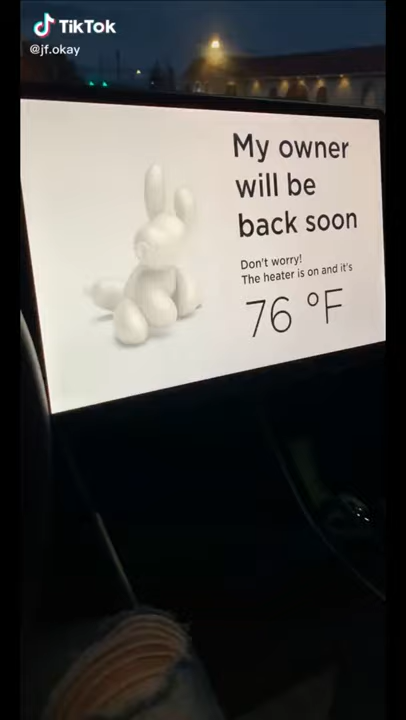 TikTok
@jf.okay
My owner
will be
back soon
Don't worry!
The heater is on and it's
76 °F